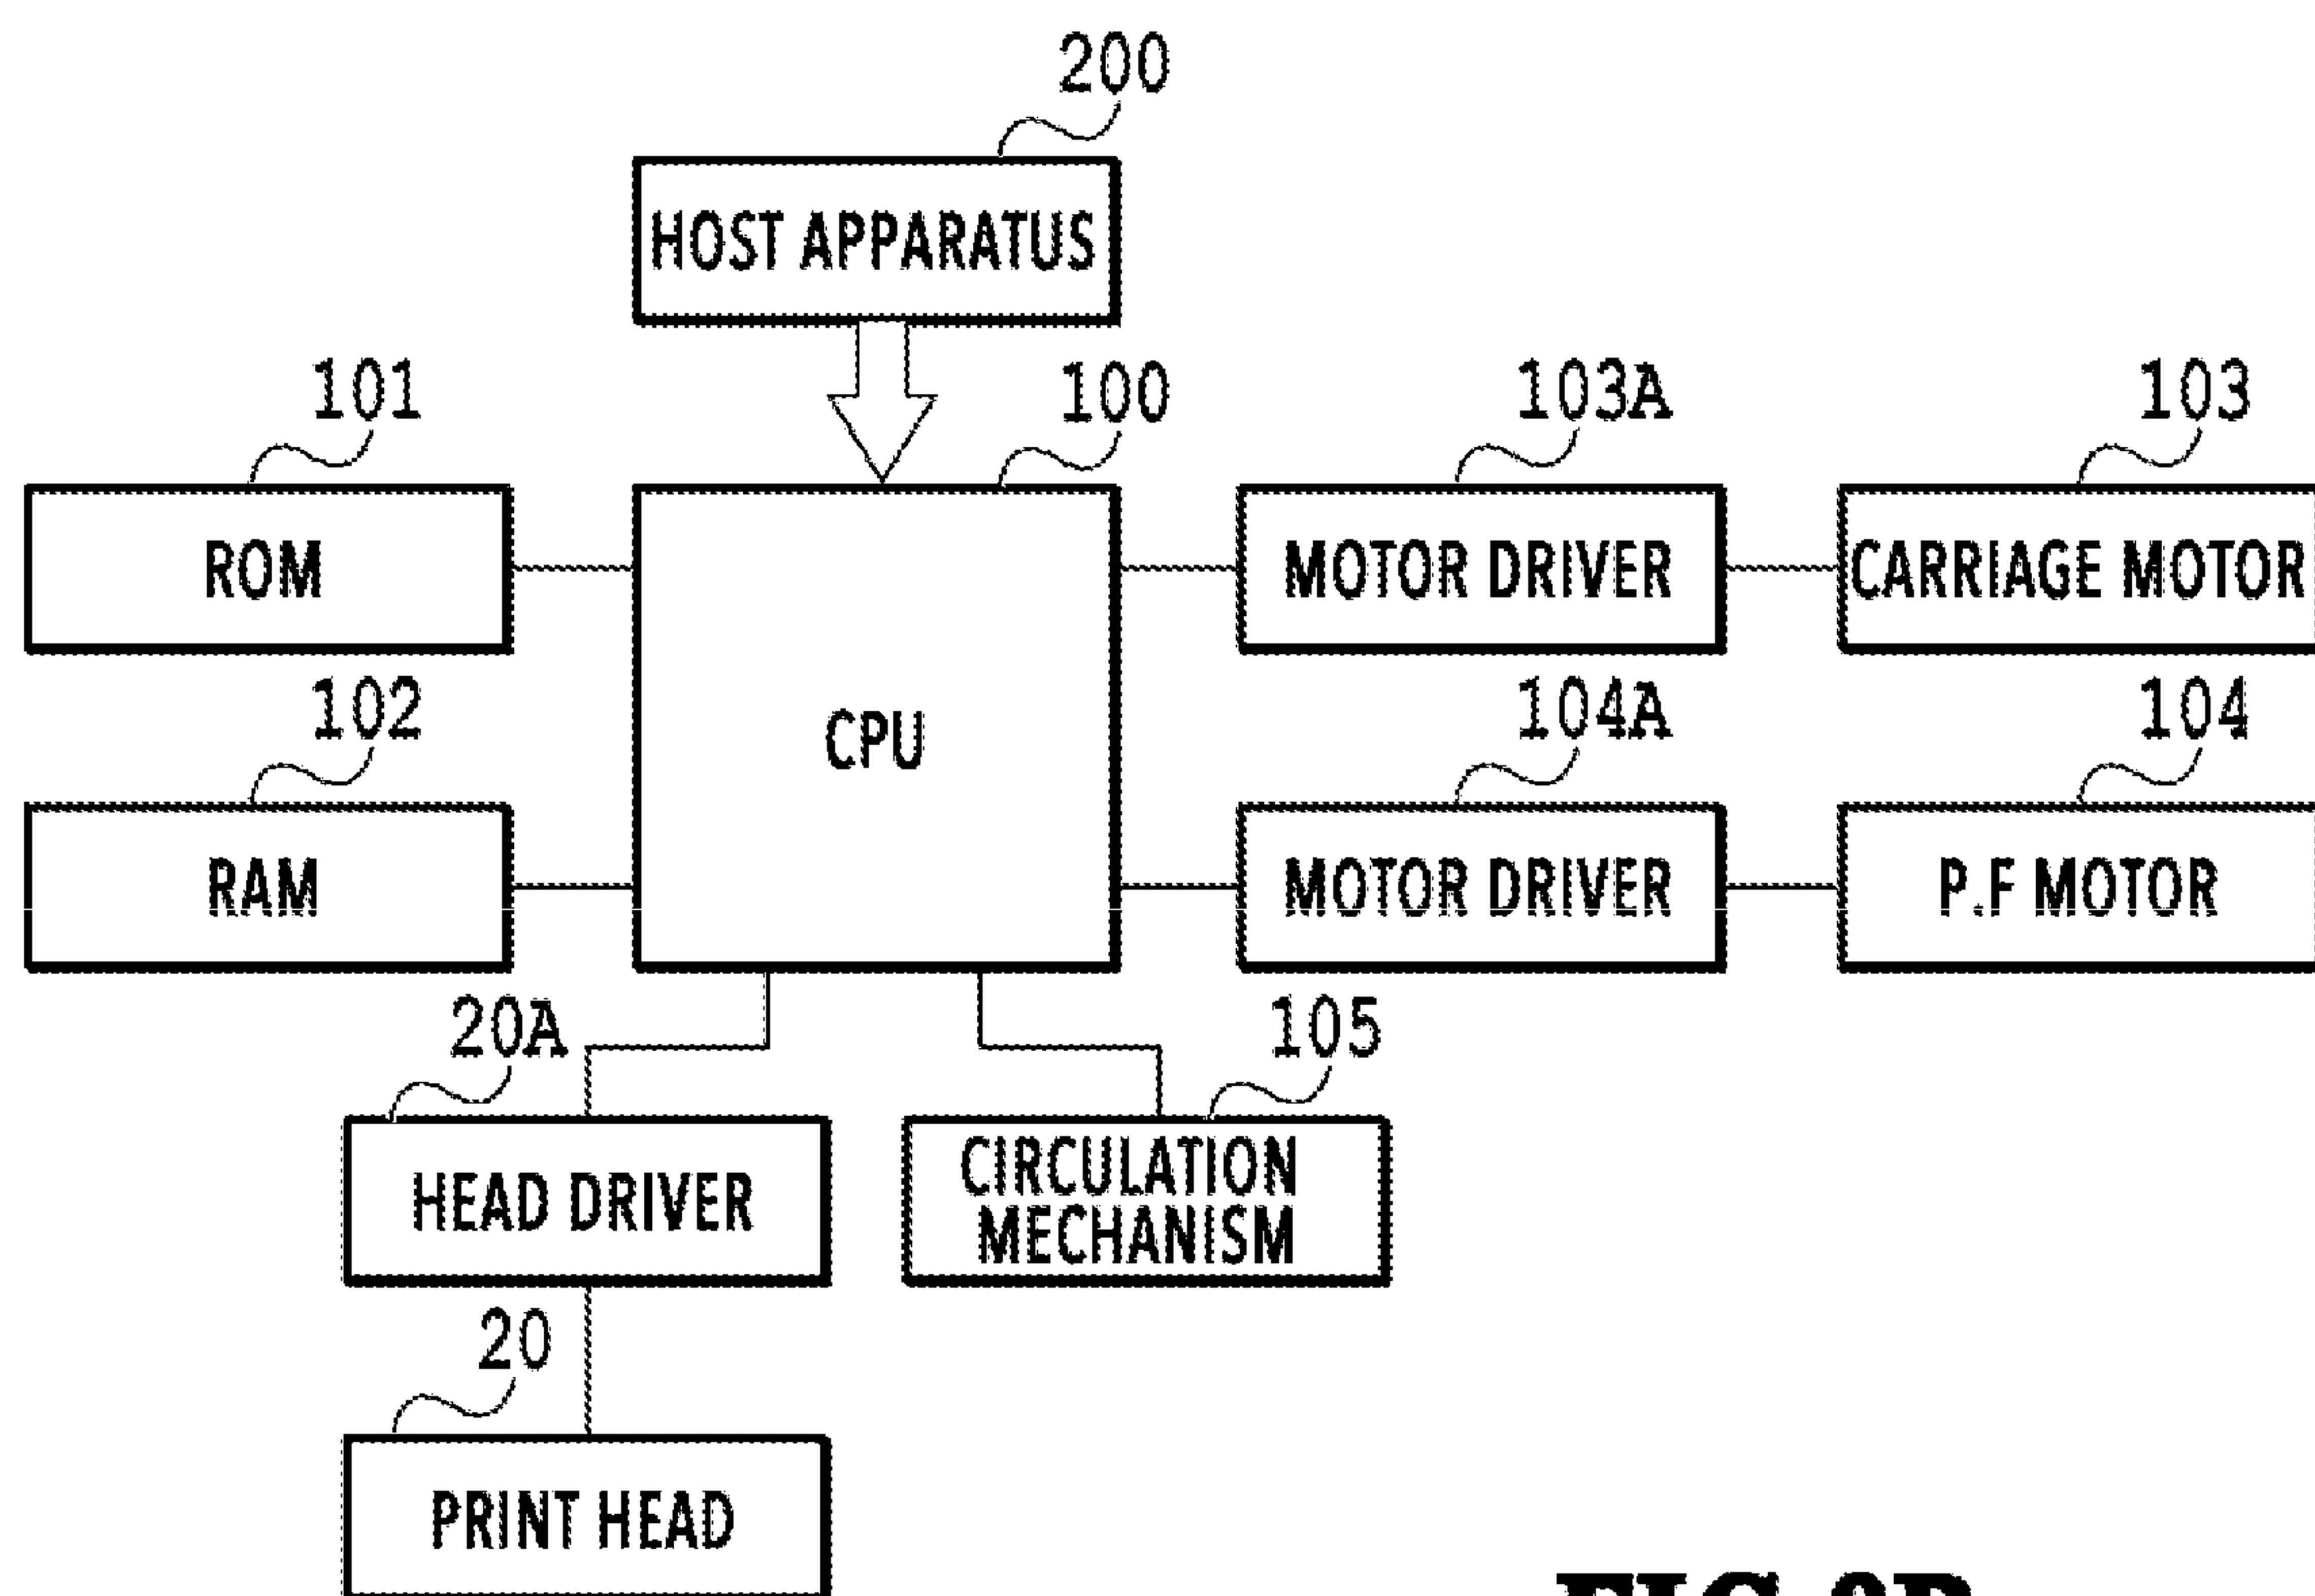 200
HOST APPARATUS
101
100
103A
103
ROM
MOTOR DRIVER
CARRIAGE MOTOR
102
CPU
104A
104
RAM
MOTOR DRIVER
P.F MOTOR
20A
105
HEAD DRIVER
CIRCULATION
MECHANISM
20
PRINT HEAD